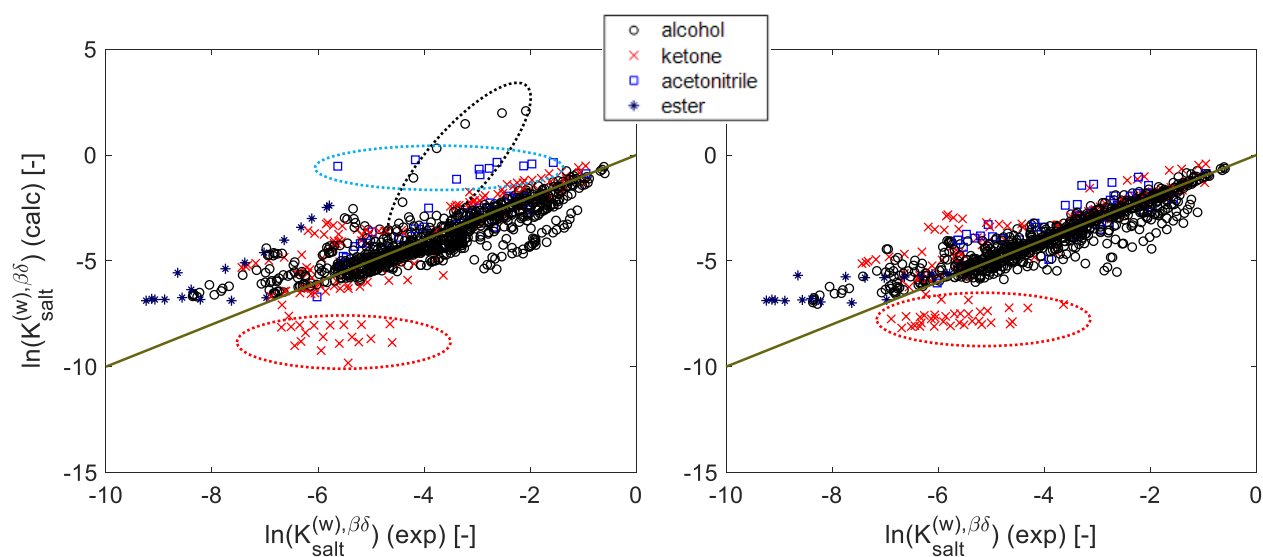 alcohol
ketone
acetonitrile
ester
ln(K_salt^(w),βδ) (calc) [-]
5
0
-5
-10
-15
-10 -8 -6 -4 -2 0
ln(K_salt^(w),βδ) (exp) [-]
5
0
-5
-10
-15
-10 -8 -6 -4 -2 0
ln(K_salt^(w),βδ) (exp) [-]